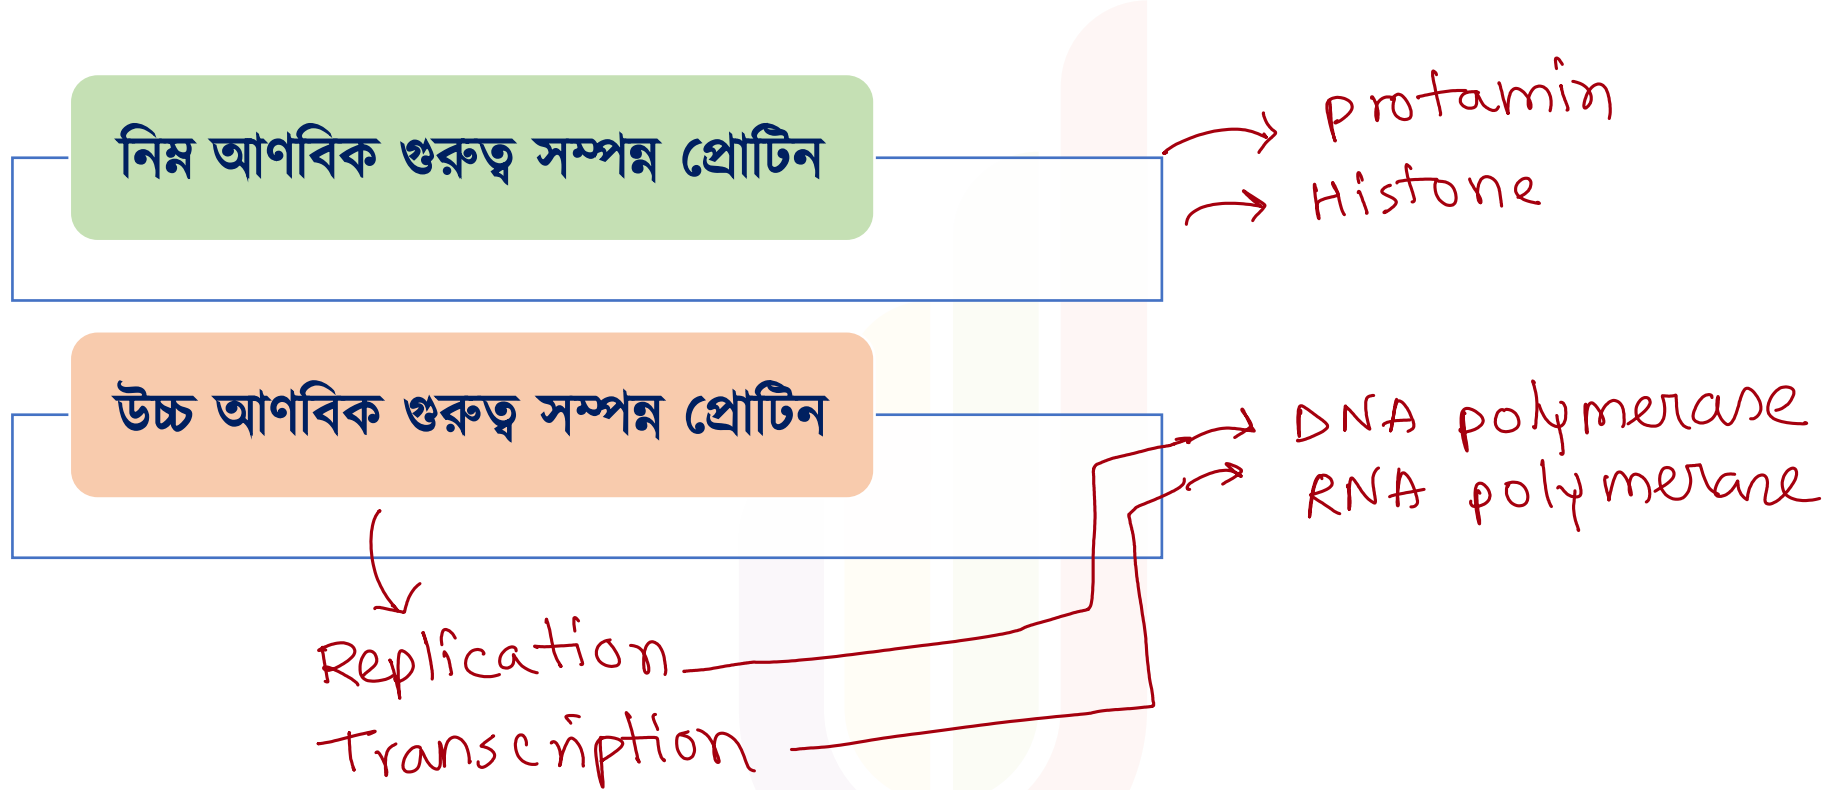 নিম্ন আণবিক গুরুত্ব সম্পন্ন প্রোটিন
protamin
Histone
উচ্চ আণবিক গুরুত্ব সম্পন্ন প্রোটিন
DNA polymerase
RNA polymerase
Replication
Transcription